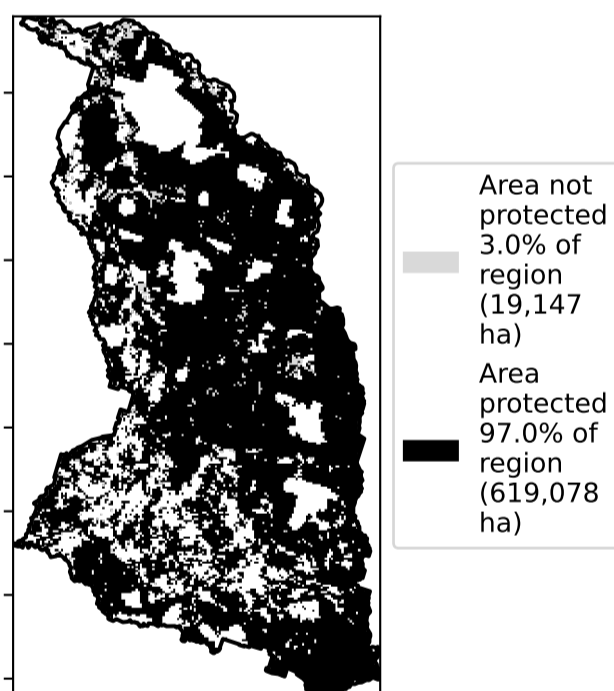 Area not
protected
3.0% of
region
(19,147
ha)
Area
protected
97.0% of
region
(619,078
ha)